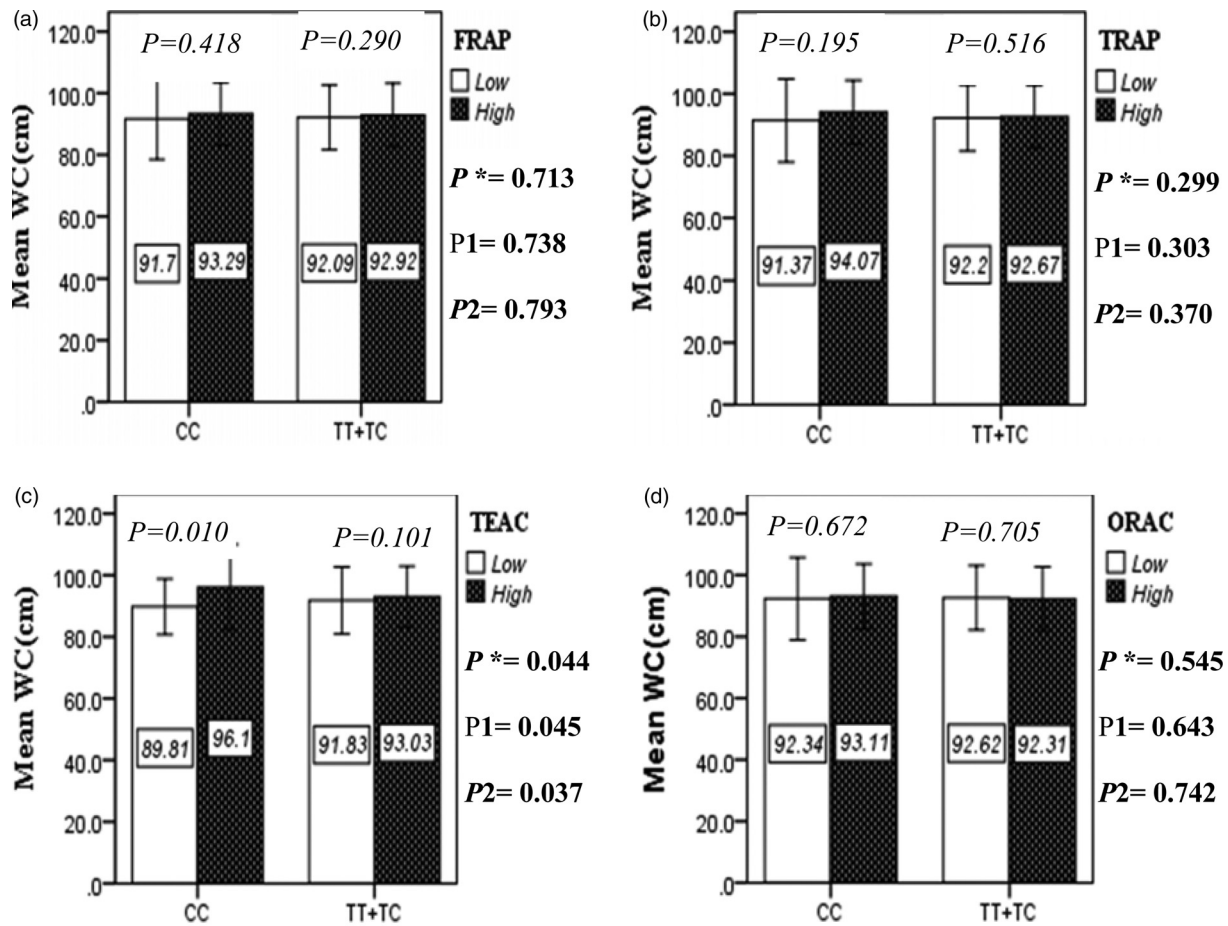 (a)
P=0.418 P=0.290
FRAP
Low
High
P *= 0.713
P1= 0.738
P2= 0.793
Mean WC(cm)
120.0
100.0
80.0
60.0
40.0
20.0
.0
91.7 93.29 92.09 92.92
CC TT+TC
(b)
P=0.195 P=0.516
TRAP
Low
High
P *= 0.299
P1= 0.303
P2= 0.370
Mean WC(cm)
120.0
100.0
80.0
60.0
40.0
20.0
.0
91.37 94.07 92.2 92.67
CC TT+TC
(c)
P=0.010 P=0.101
TEAC
Low
High
P *= 0.044
P1= 0.045
P2= 0.037
Mean WC(cm)
120.0
100.0
80.0
60.0
40.0
20.0
.0
89.81 96.1 91.83 93.03
CC TT+TC
(d)
P=0.672 P=0.705
ORAC
Low
High
P *= 0.545
P1= 0.643
P2= 0.742
Mean WC(cm)
120.0
100.0
80.0
60.0
40.0
20.0
.0
92.34 93.11 92.62 92.31
CC TT+TC